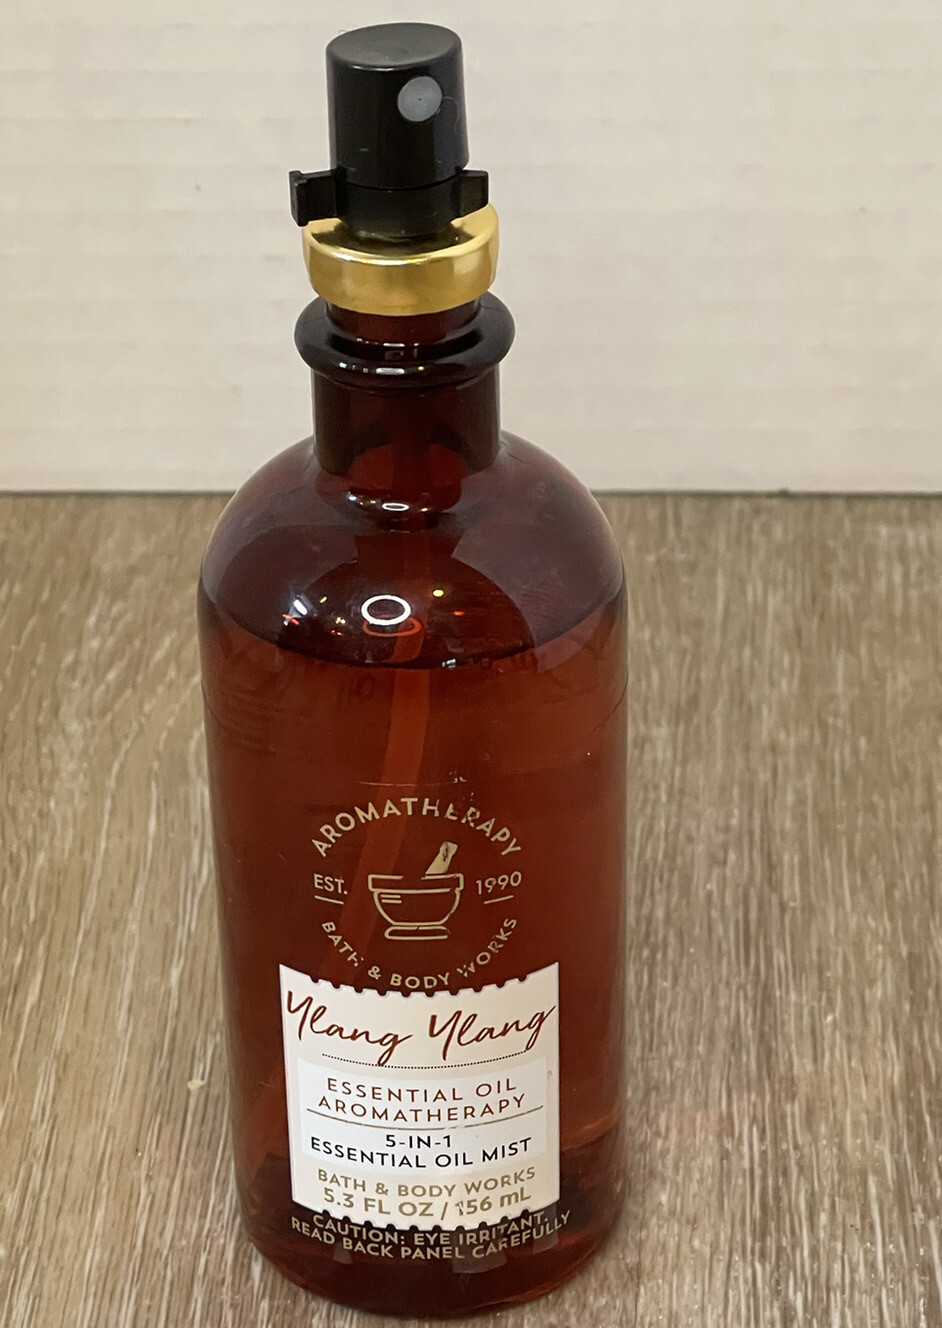 AROMATHERAPY
EST. 1990
BATH & BODY WORKS
Ylang Ylang
ESSENTIAL OIL
AROMATHERAPY
5-IN-1
ESSENTIAL OIL MIST
BATH & BODY WORKS
5.3 FL OZ / 156 mL
CAUTION: EYE IRRITANT.
READ BACK PANEL CAREFULLY